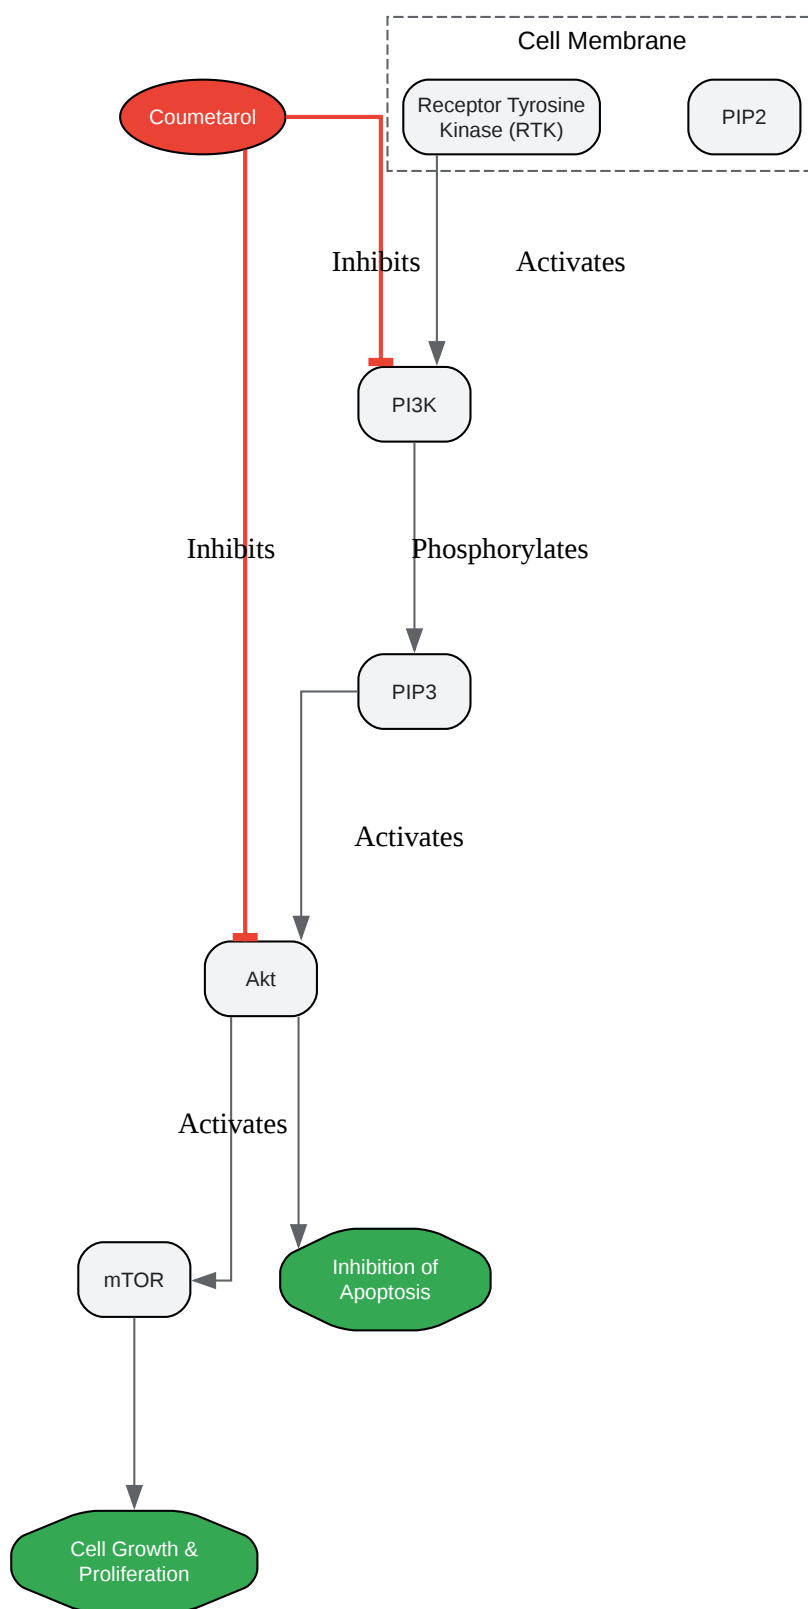 Cell Membrane
Coumetarol
Receptor Tyrosine
Kinase (RTK)
PIP2
Inhibits
Activates
PI3K
Inhibits
Phosphorylates
PIP3
Activates
Akt
Activates
mTOR
Inhibition of
Apoptosis
Cell Growth &
Proliferation